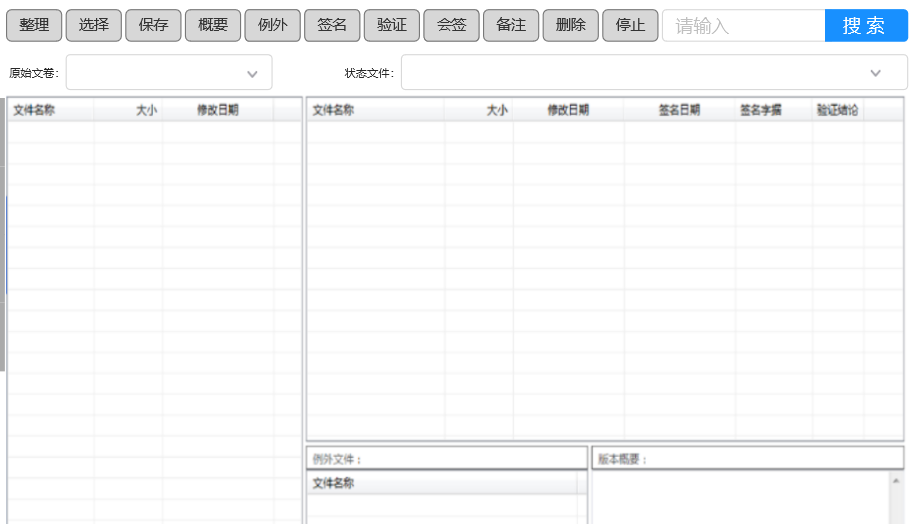 整理 选择 保存 概要 例外 签名 验证 会签 备注 删除 停止 请输入 搜索
原始文卷： 状态文件：
文件名称 大小 修改日期 文件名称 大小 修改日期 签名日期 签名字据 验证结论
例外文件： 版本概要：
文件名称